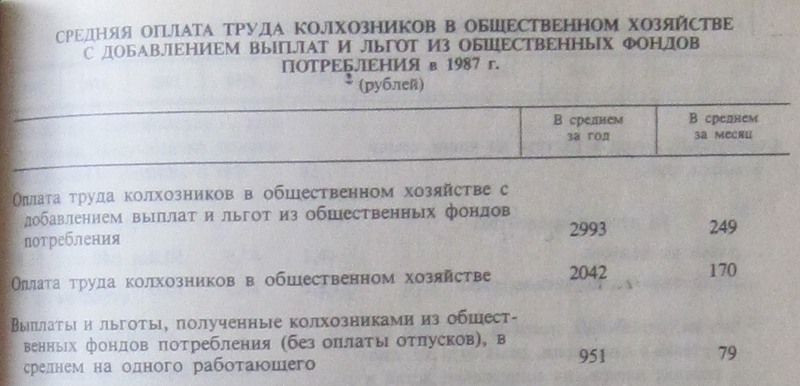 СРЕДНЯЯ ОПЛАТА ТРУДА КОЛХОЗНИКОВ В ОБЩЕСТВЕННОМ ХОЗЯЙСТВЕ
С ДОБАВЛЕНИЕМ ВЫПЛАТ И ЛЬГОТ ИЗ ОБЩЕСТВЕННЫХ ФОНДОВ
ПОТРЕБЛЕНИЯ в 1987 г.
(рублей)
В среднем за год
В среднем за месяц
Оплата труда колхозников в общественном хозяйстве с
добавлением выплат и льгот из общественных фондов
потребления 2993 249
Оплата труда колхозников в общественном хозяйстве 2042 170
Выплаты и льготы, полученные колхозниками из общест-
венных фондов потребления (без оплаты отпусков), в
среднем на одного работающего 951 79